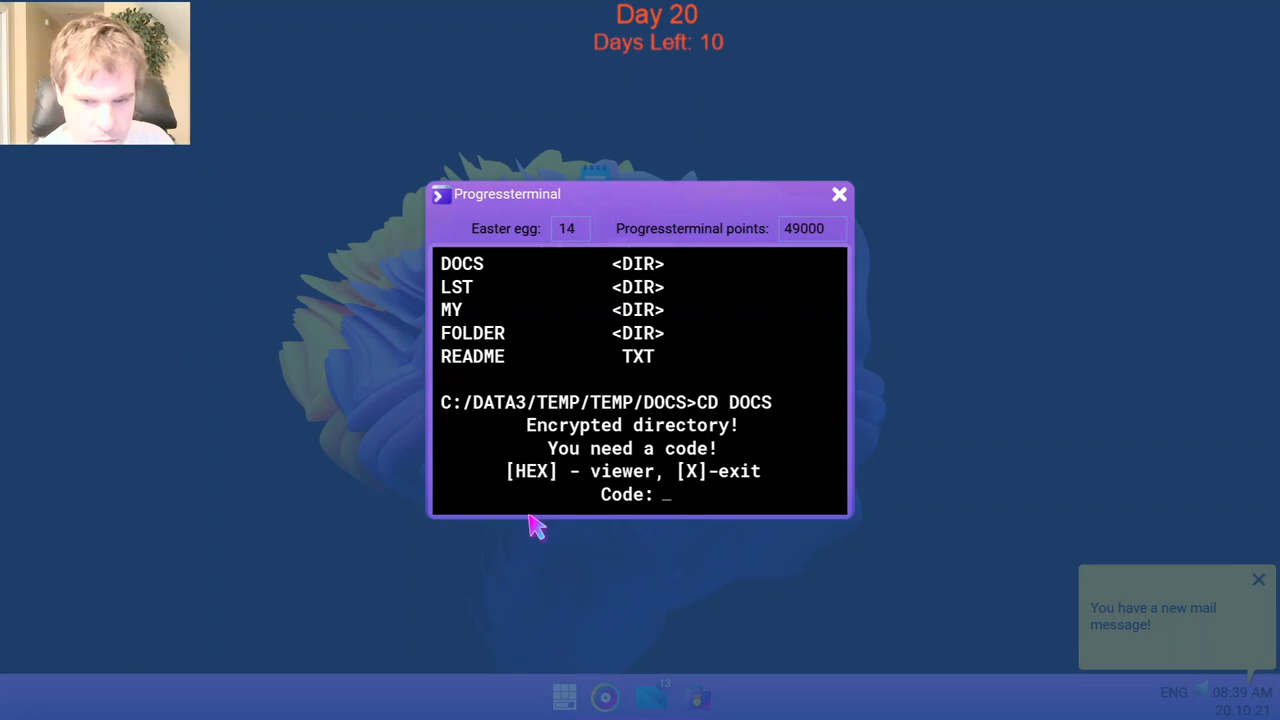 Day 20
Days Left: 10
Progressterminal
Easter egg: 14 Progressterminal points: 49000
DOCS <DIR>
LST <DIR>
MY <DIR>
FOLDER <DIR>
README TXT
C:/DATA3/TEMP/TEMP/DOCS>CD DOCS
Encrypted directory!
You need a code!
[HEX] - viewer, [X]-exit
Code: _
You have a new mail
message!
13
ENG 08:39 AM
20.10.21